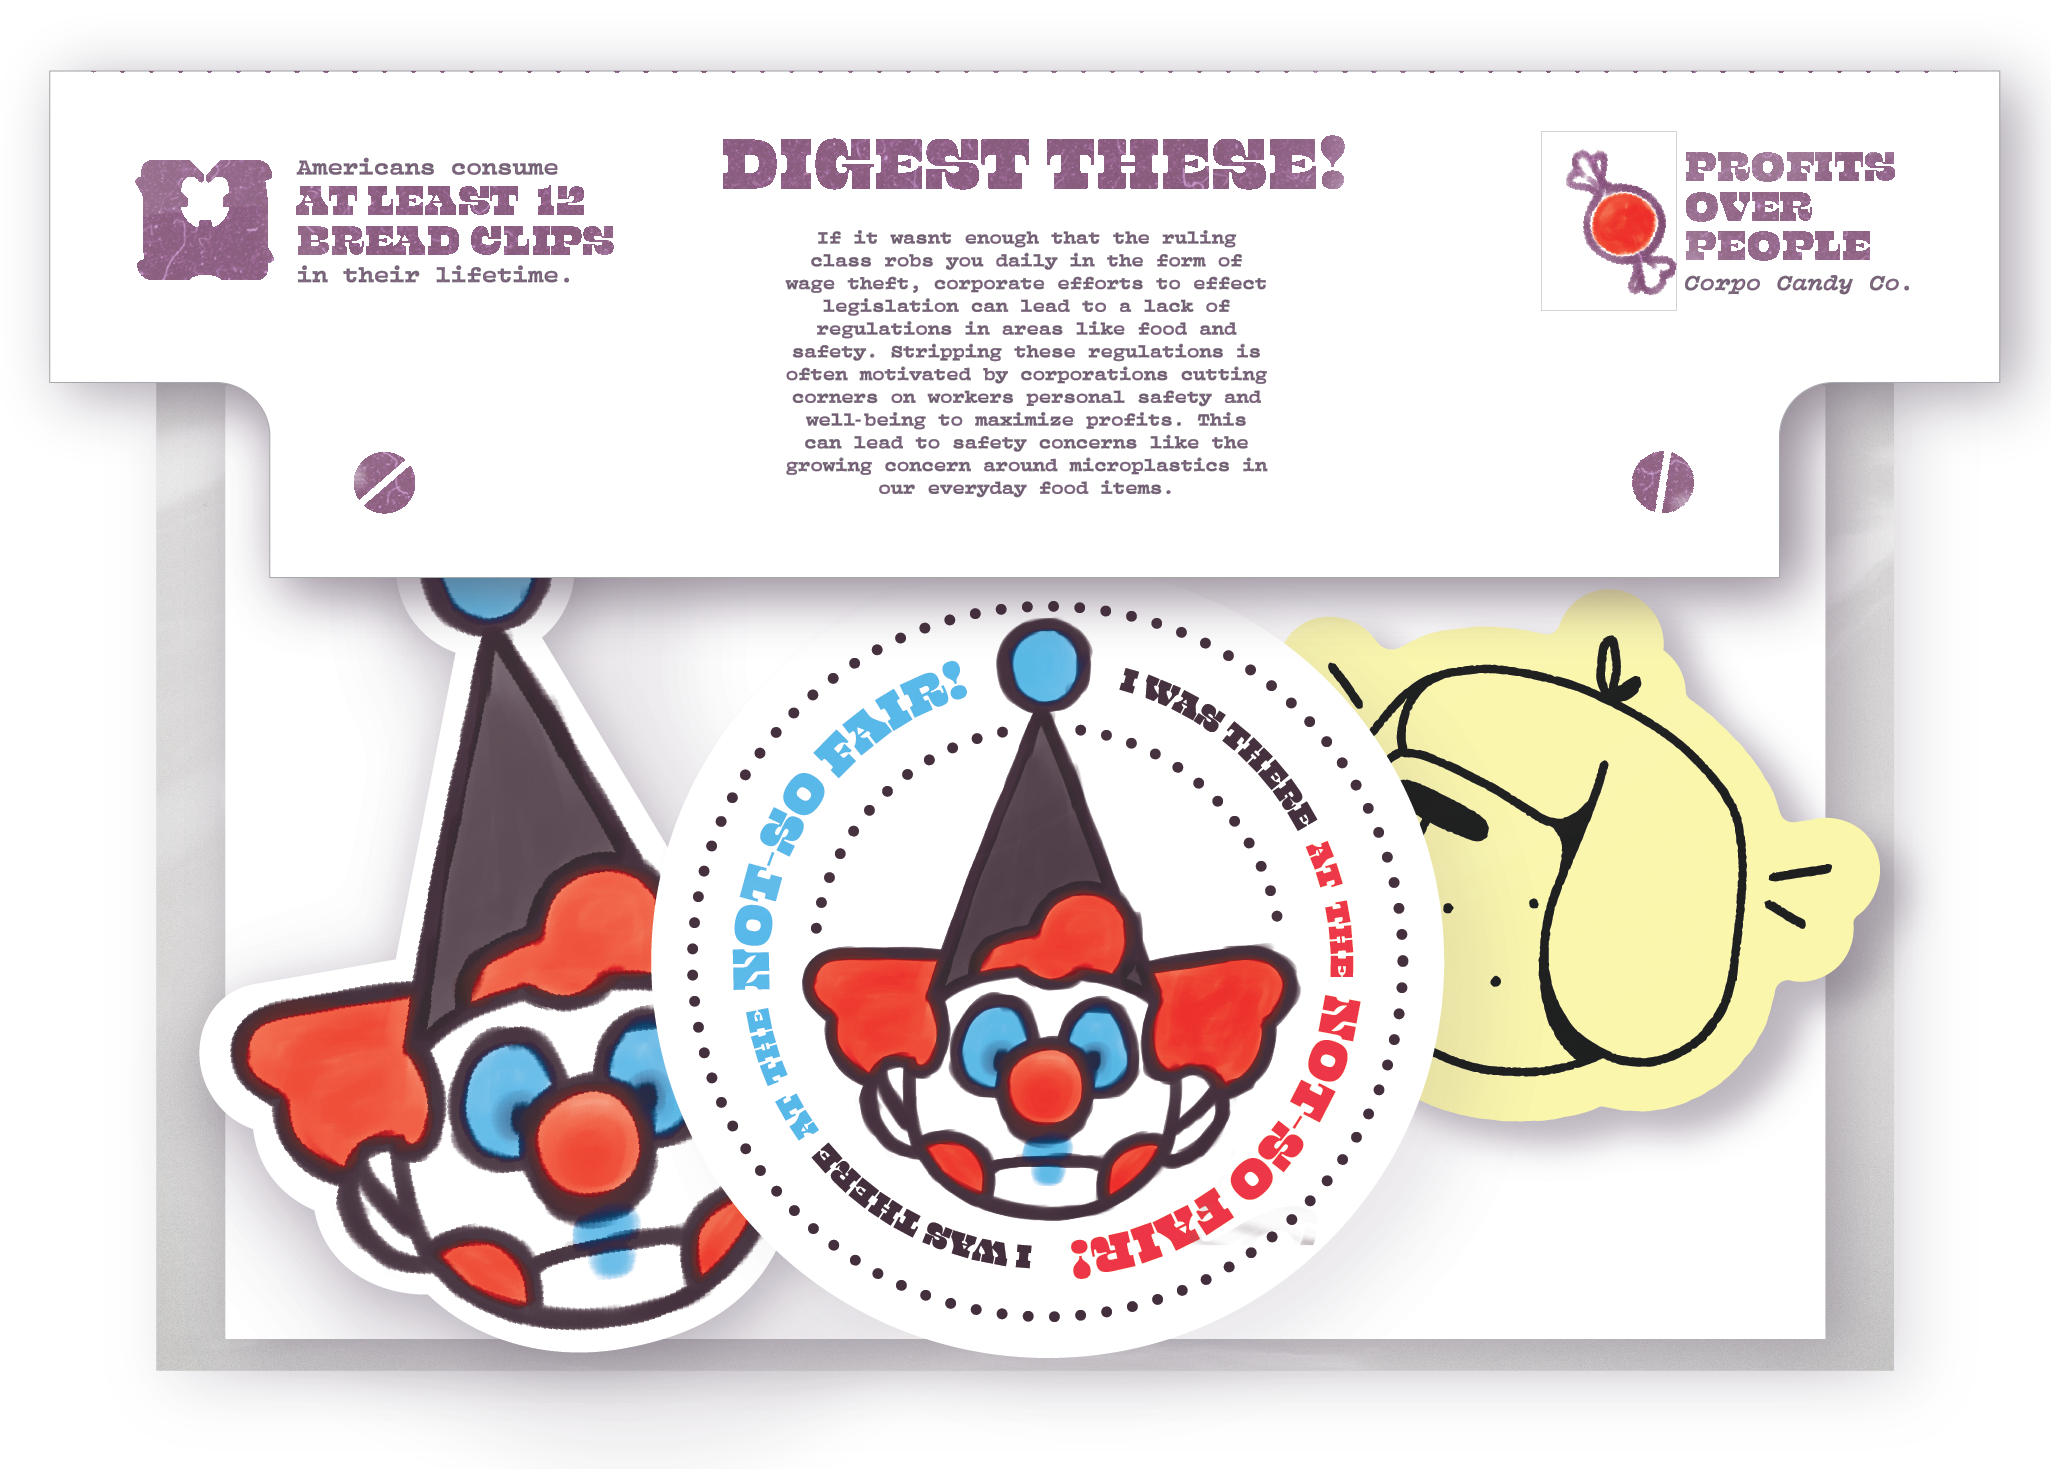 Americans consume
AT LEAST 12
BREAD CLIPS
in their lifetime.
DIGEST THESE!
If it wasnt enough that the ruling
class robs you daily in the form of
wage theft, corporate efforts to effect
legislation can lead to a lack of
regulations in areas like food and
safety. Stripping these regulations is
often motivated by corporations cutting
corners on workers personal safety and
well-being to maximize profits. This
can lead to safety concerns like the
growing concern around microplastics in
our everyday food items.
PROFITS
OVER
PEOPLE
Corpo Candy Co.
I WAS THERE AT THE NOT-SO FAIR!
I WAS THERE AT THE NOT-SO FAIR!